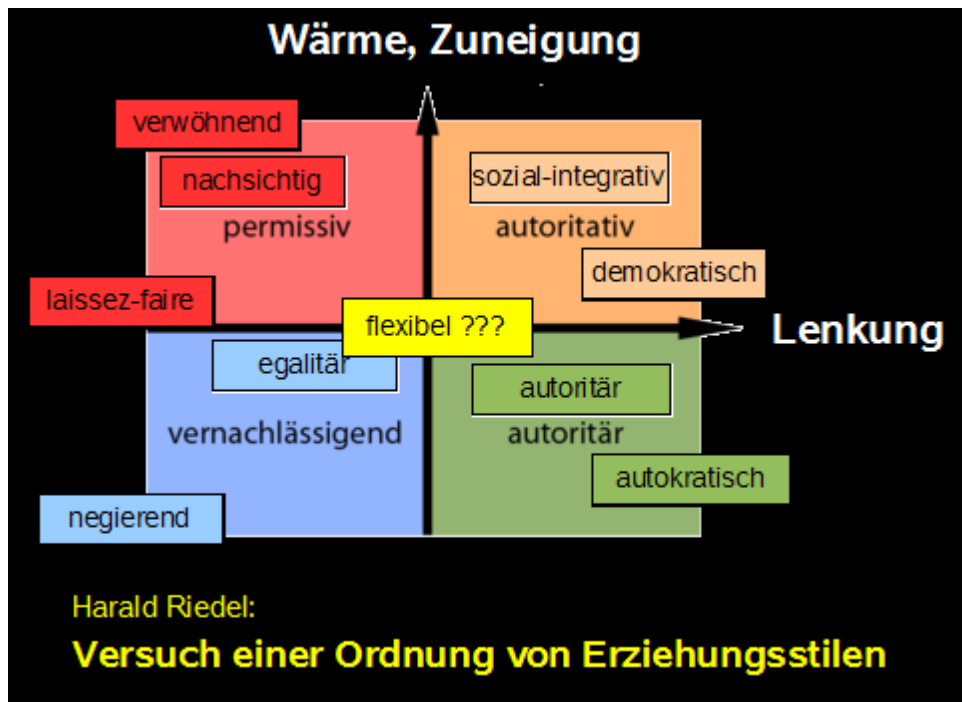 Wärme, Zuneigung
verwöhnend
nachsichtig
sozial-integrativ
permissiv
autoritativ
demokratisch
laissez-faire
flexibel ???
Lenkung
egalitär
autoritär
vernachlässigend
autoritär
autokratisch
negierend
Harald Riedel:
Versuch einer Ordnung von Erziehungsstilen